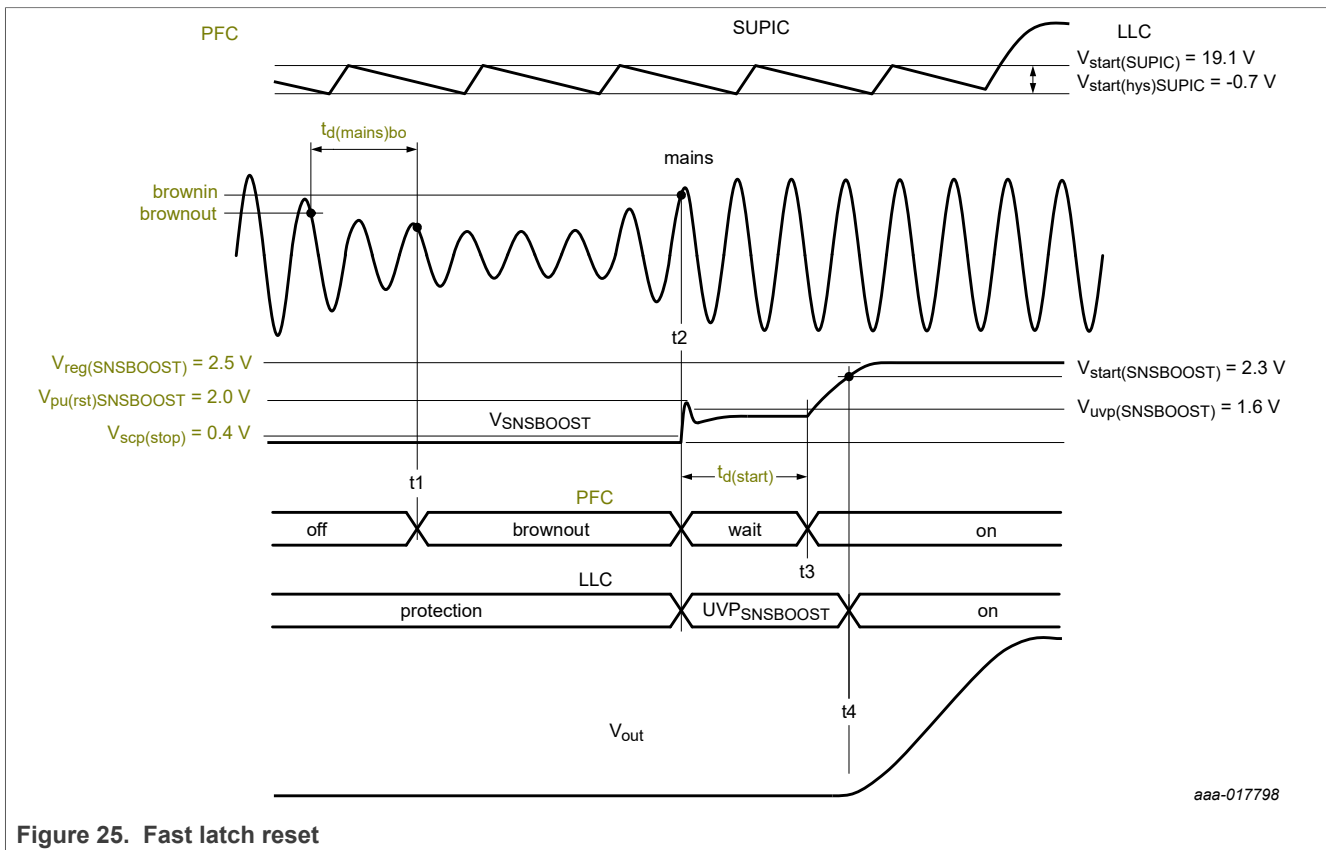 PFC
SUPIC
LLC
Vstart(SUPIC) = 19.1 V
Vstart(hys)SUPIC = -0.7 V
td(mains)bo
mains
brownin
brownout
t2
Vreg(SNSBOOST) = 2.5 V
Vstart(SNSBOOST) = 2.3 V
Vpu(rst)SNSBOOST = 2.0 V
Vuvp(SNSBOOST) = 1.6 V
VSNSBOOST
Vscp(stop) = 0.4 V
t1
td(start)
PFC
off
brownout
wait
on
t3
LLC
protection
UVPSNSBOOST
on
t4
Vout
aaa-017798
Figure 25. Fast latch reset